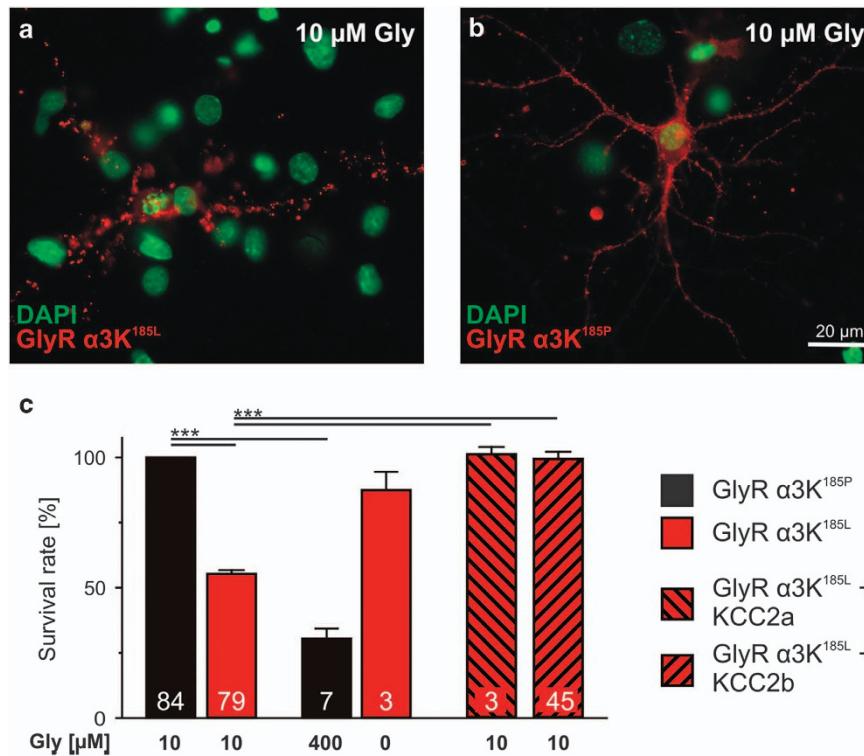 a
10 µM Gly
DAPI
GlyR α3K185L
b
10 µM Gly
GlyR α3K185P
20 µm
c
***
***
Survival rate [%]
100
50
0
84
79
7
3
3
45
Gly [µM]
10
10
400
0
10
10
GlyR α3K185P
GlyR α3K185L
GlyR α3K185L -
KCC2a
GlyR α3K185L -
KCC2b